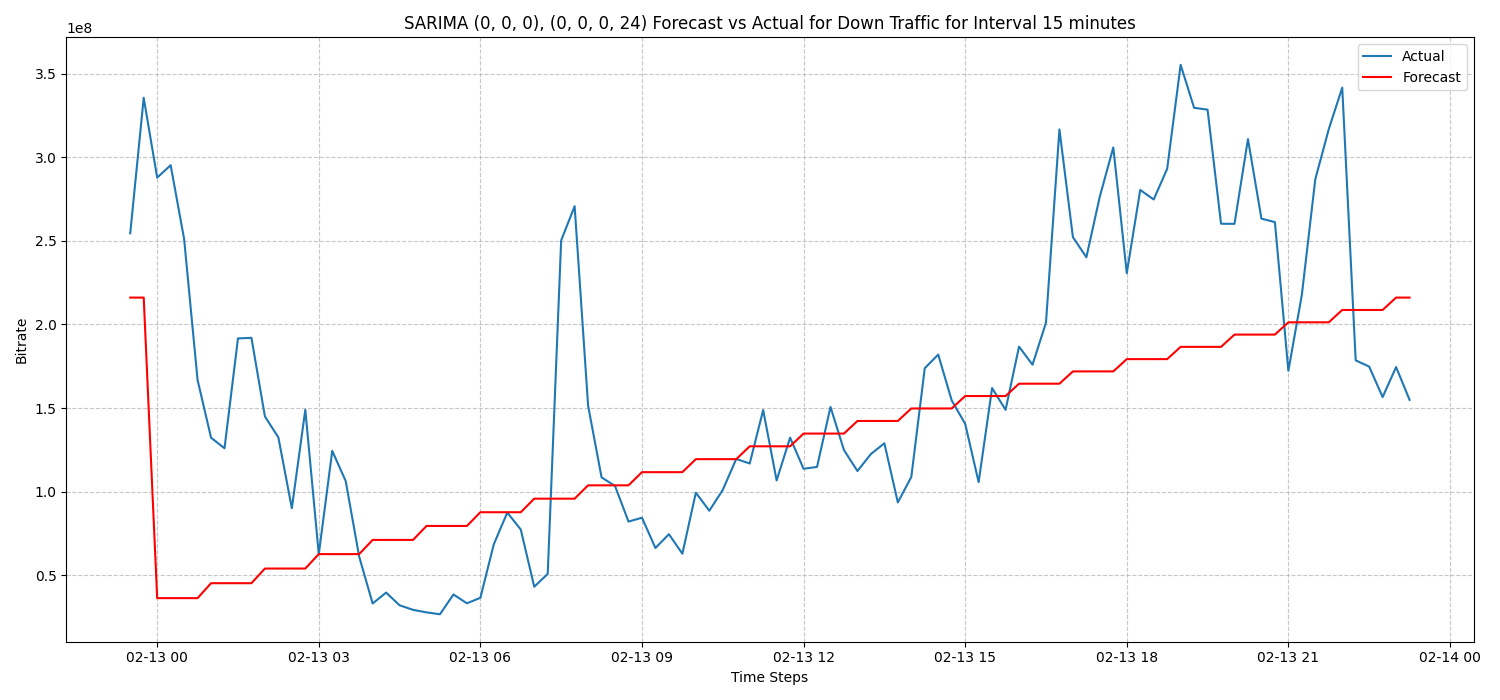 SARIMA (0, 0, 0), (0, 0, 0, 24) Forecast vs Actual for Down Traffic for Interval 15 minutes
1e8
Actual
Forecast
3.5
3.0
2.5
2.0
1.5
1.0
0.5
Bitrate
02-13 00 02-13 03 02-13 06 02-13 09 02-13 12 02-13 15 02-13 18 02-13 21 02-14 00
Time Steps